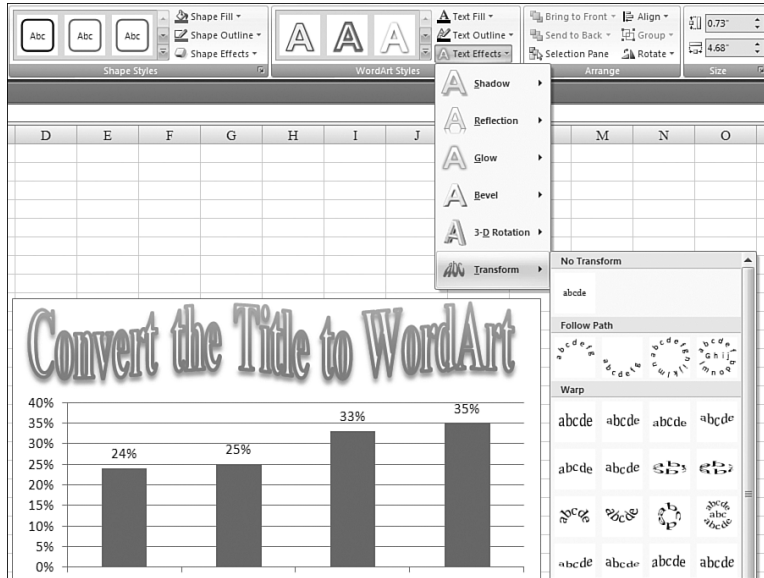 Abc Abc Abc Shape Fill Shape Outline Shape Effects
Shape Styles
A A A Text Fill Text Outline Text Effects
WordArt Styles
Bring to Front Align
Send to Back Group
Selection Pane Rotate
Arrange
0.73"
4.68"
Size
Shadow
Reflection
Glow
Bevel
3-D Rotation
Transform
D E F G H I J M N O
No Transform
abcde
Follow Path
Warp
abcde abcde abcde abcde
abcde abcde
abcde abcde
abcde abcde abcde abcde
Convert the Title to WordArt
40%
35%
30%
25%
20%
15%
10%
5%
0%
24% 25% 33% 35%